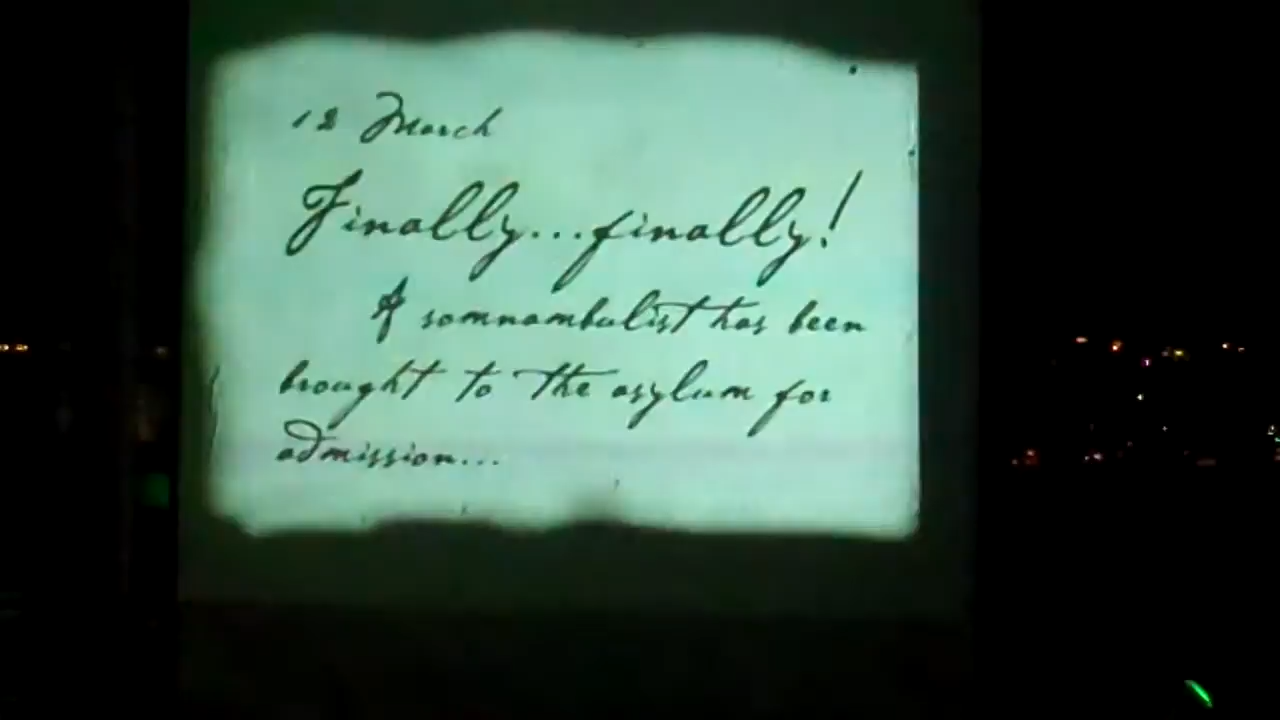 12 March
Finally...finally!
A somnambulist has been
brought to the asylum for
admission...